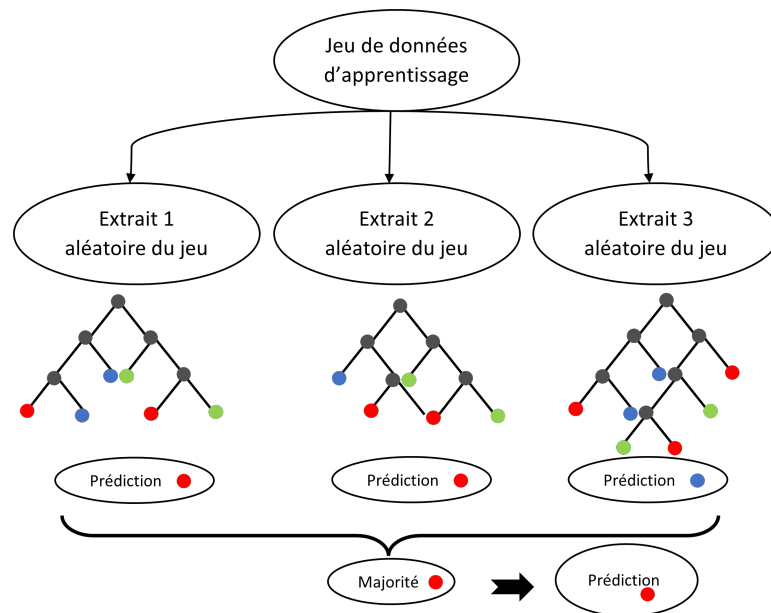 Jeu de données
d'apprentissage
Extrait 1
aléatoire du jeu
Extrait 2
aléatoire du jeu
Extrait 3
aléatoire du jeu
Prédiction
Prédiction
Prédiction
Majorité
Prédiction